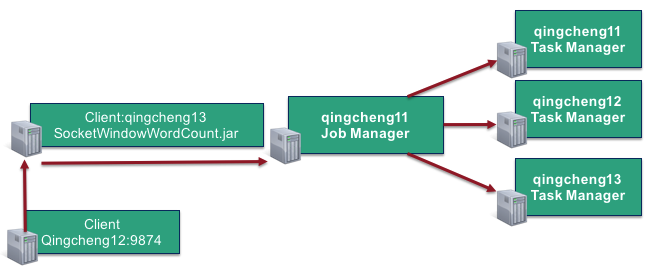 qingcheng11
Task Manager
Client:qingcheng13
SocketWindowWordCount.jar
qingcheng11
Job Manager
qingcheng12
Task Manager
qingcheng13
Task Manager
Client
Qingcheng12:9874